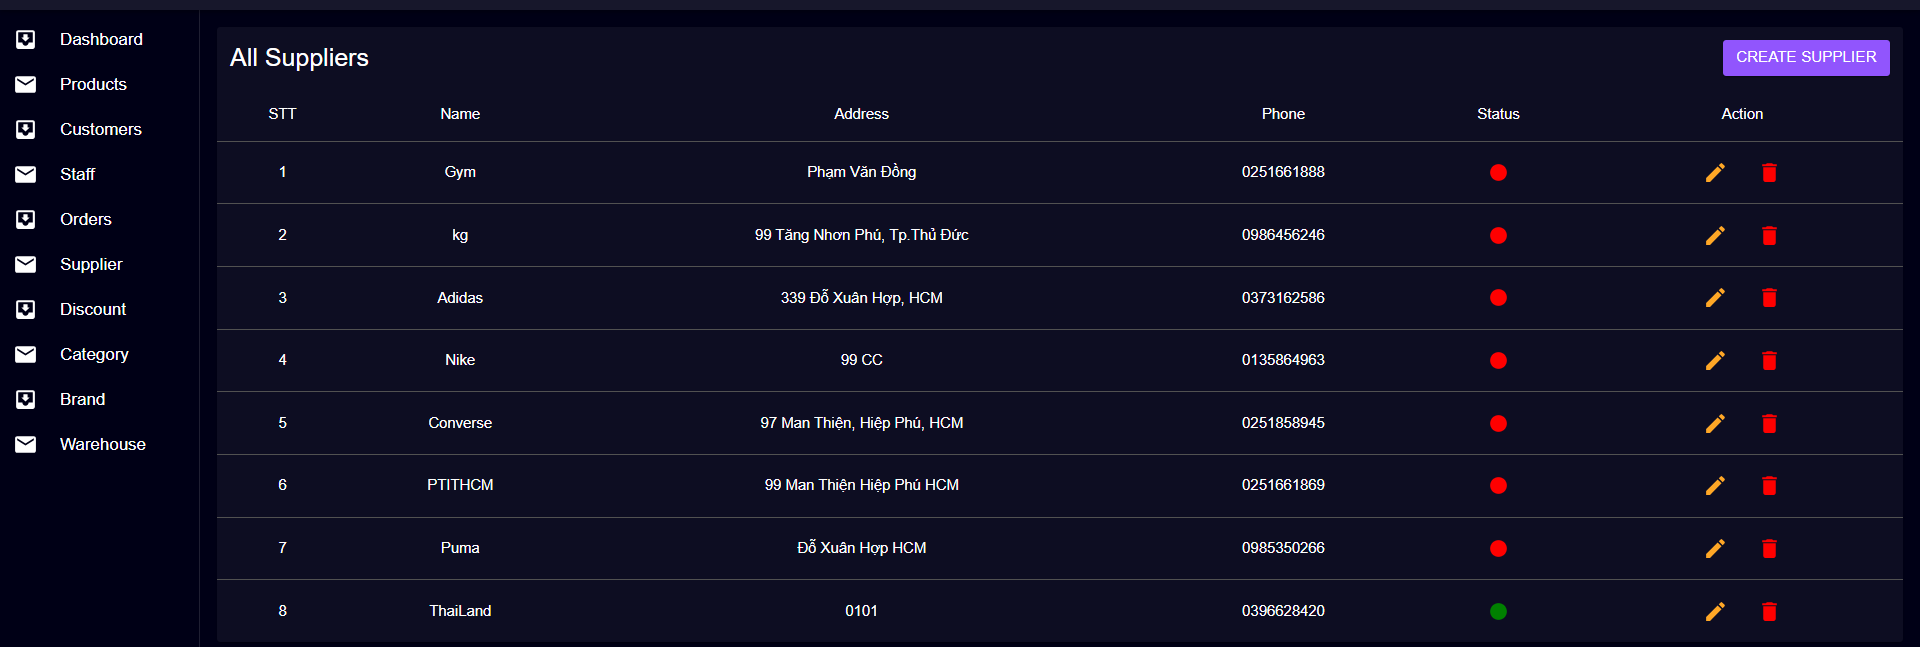 Dashboard
Products
Customers
Staff
Orders
Supplier
Discount
Category
Brand
Warehouse
All Suppliers
CREATE SUPPLIER
STT Name Address Phone Status Action
1 Gym Phạm Văn Đồng 0251661888
2 kg 99 Tăng Nhơn Phú, Tp.Thủ Đức 0986456246
3 Adidas 339 Đỗ Xuân Hợp, HCM 0373162586
4 Nike 99 CC 0135864963
5 Converse 97 Man Thiện, Hiệp Phú, HCM 0251858945
6 PTITHCM 99 Man Thiện Hiệp Phú HCM 0251661869
7 Puma Đỗ Xuân Hợp HCM 0985350266
8 ThaiLand 0101 0396628420